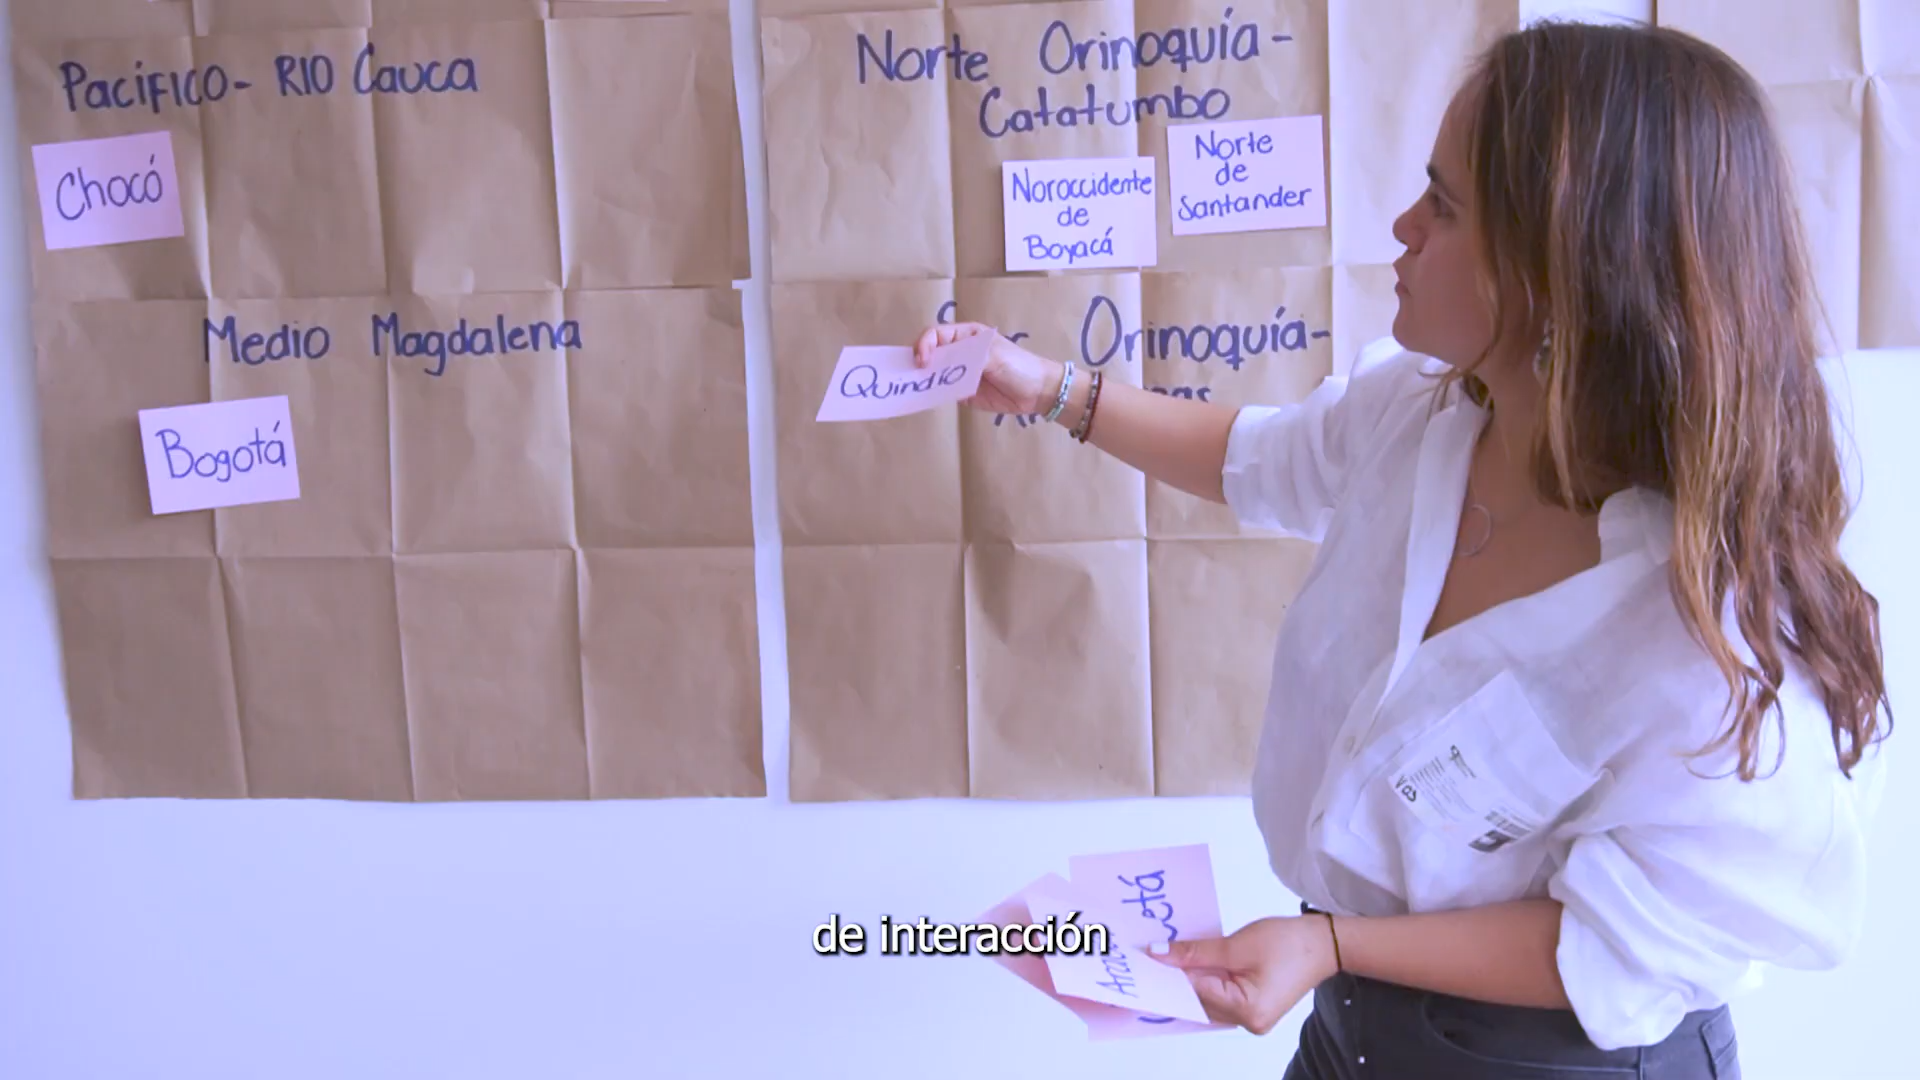 Pacífico- RIO Cauca
Chocó
Medio Magdalena
Bogotá
Norte Orinoquía-
Catatumbo
Noroccidente
de
Boyacá
Norte
de
Santander
Orinoquía-
Quindío
de interacción